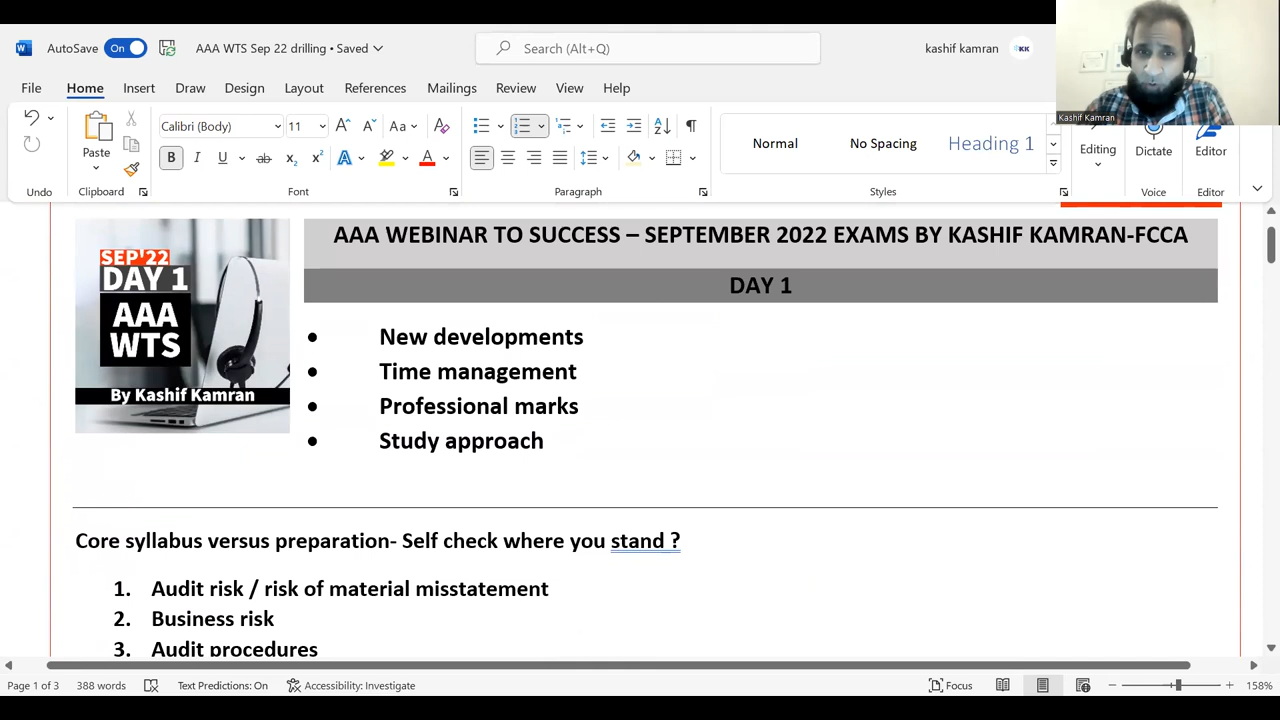 AutoSave On AAA WTS Sep 22 drilling • Saved Search (Alt+Q) kashif kamran KK
Kashif Kamran
File Home Insert Draw Design Layout References Mailings Review View Help
Calibri (Body) 11 Aa
Paste
Normal No Spacing Heading 1
Editing Dictate Editor
Undo Clipboard Font Paragraph Styles Voice Editor
SEP'22
DAY 1
AAA
WTS
By Kashif Kamran
AAA WEBINAR TO SUCCESS – SEPTEMBER 2022 EXAMS BY KASHIF KAMRAN-FCCA
DAY 1
• New developments
• Time management
• Professional marks
• Study approach
Core syllabus versus preparation- Self check where you stand ?
1. Audit risk / risk of material misstatement
2. Business risk
3. Audit procedures
Page 1 of 3 388 words Text Predictions: On Accessibility: Investigate Focus 158%